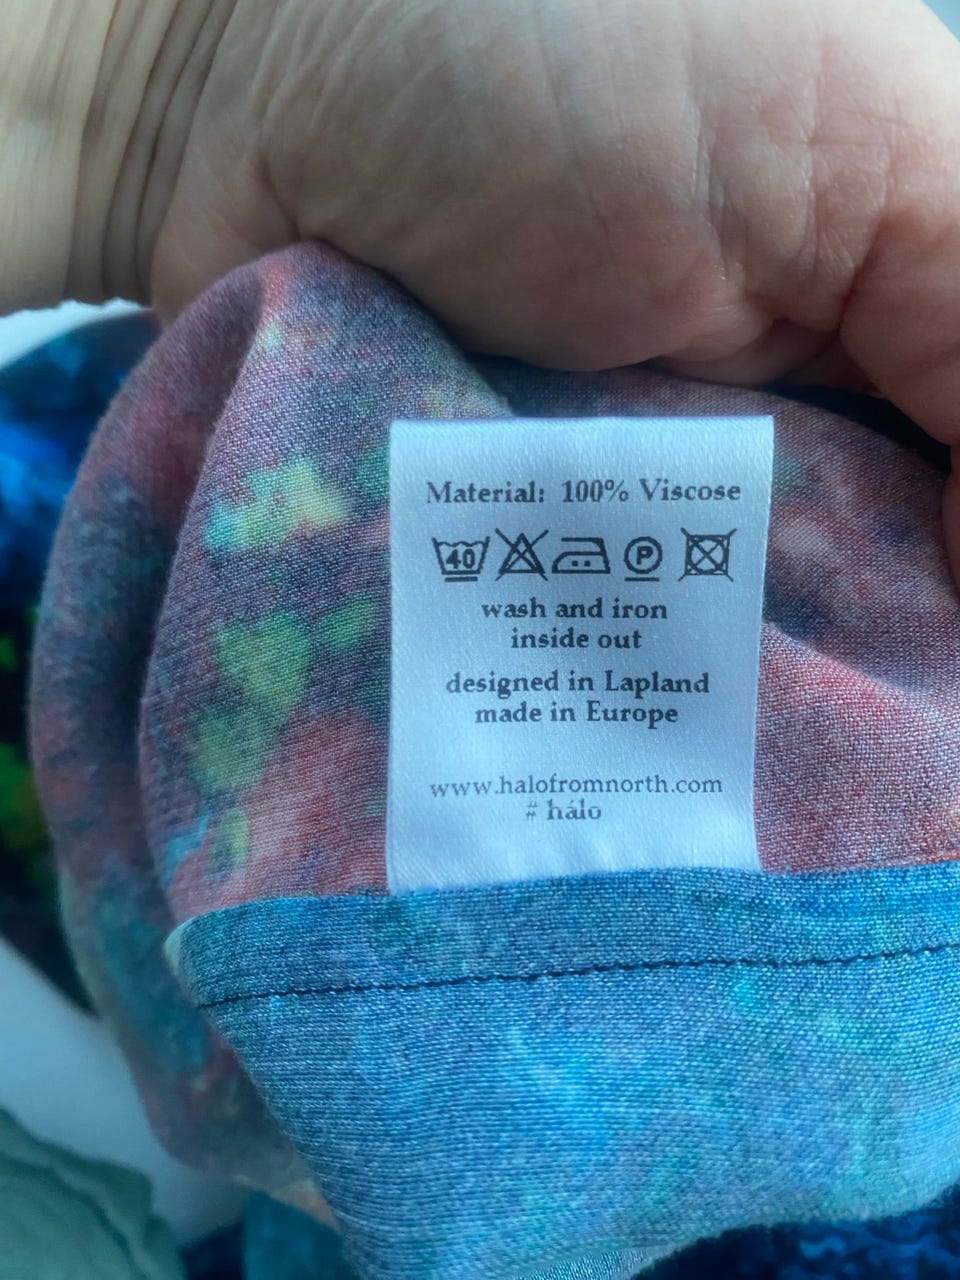 Material: 100% Viscose
40 P
wash and iron
inside out
designed in Lapland
made in Europe
www.halofromnorth.com
# hálo